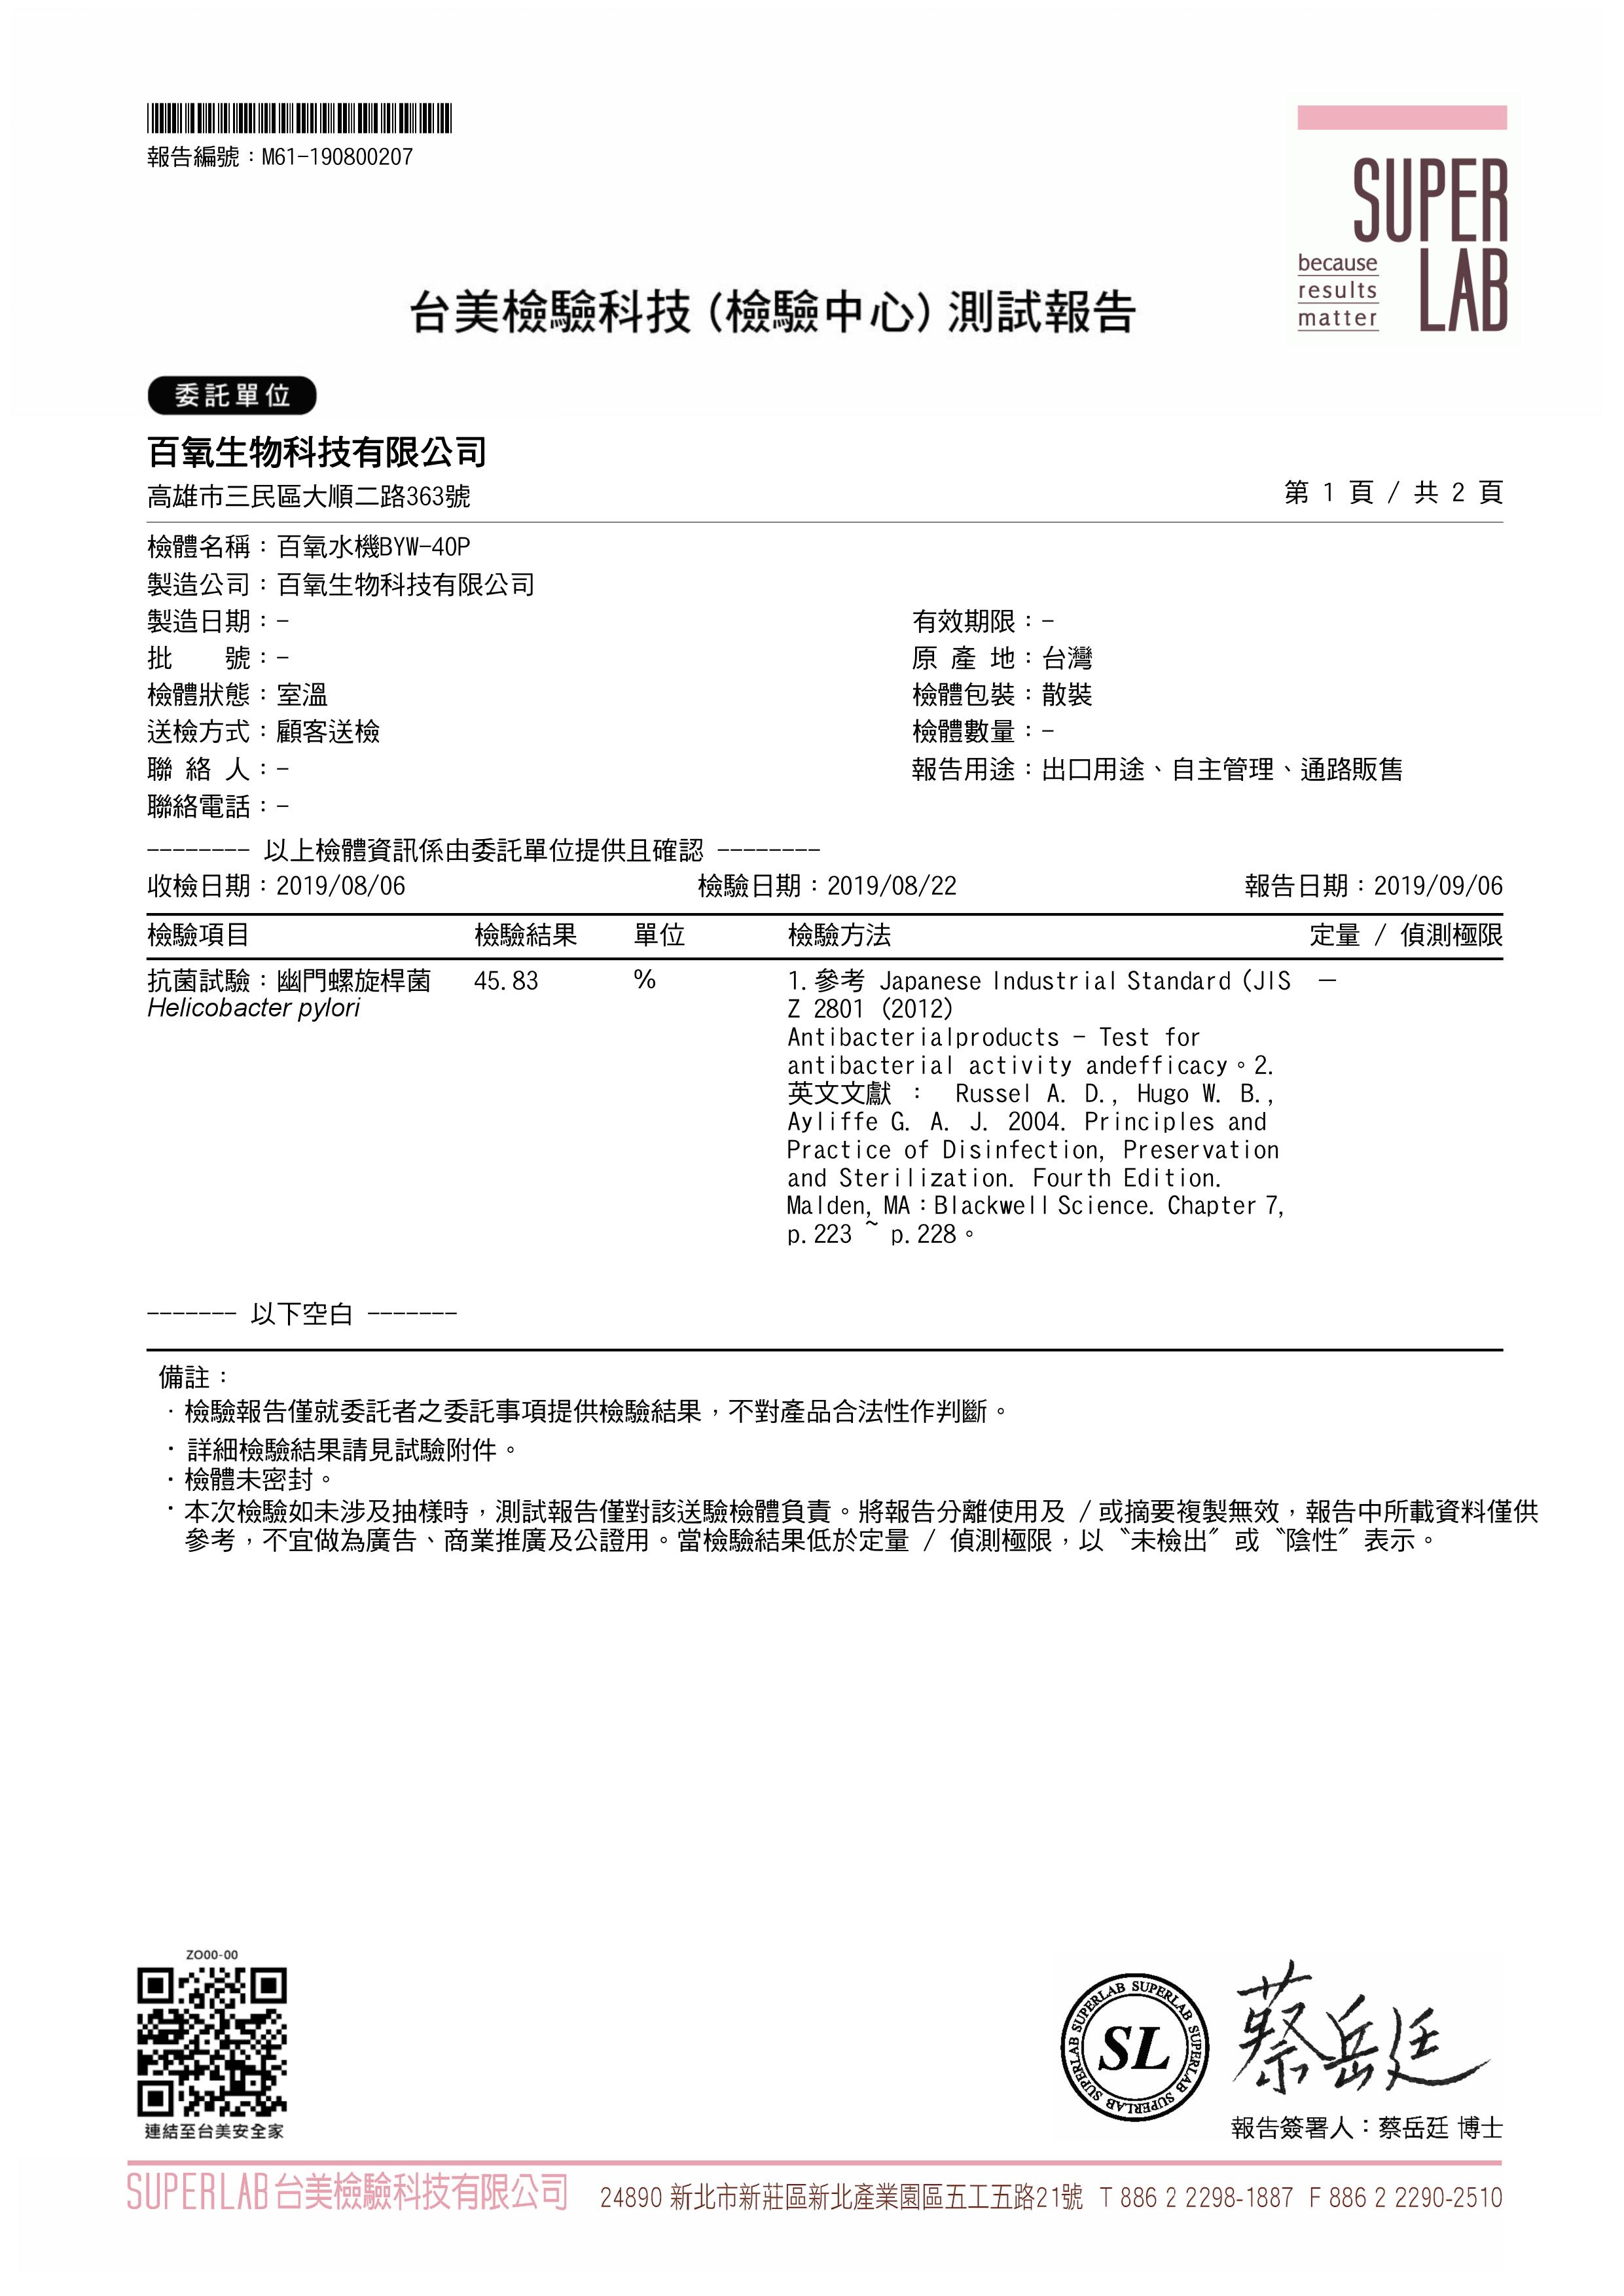 報告編號：M61-190800207
SUPER
LAB
because
results
matter
台美檢驗科技(檢驗中心)測試報告
委託單位
百氧生物科技有限公司
高雄市三民區大順二路363號
第 1 頁 / 共 2 頁
檢體名稱：百氧水機BYW-40P
製造公司：百氧生物科技有限公司
製造日期：-
有效期限：-
批　　號：-
原 產 地：台灣
檢體狀態：室溫
檢體包裝：散裝
送檢方式：顧客送檢
檢體數量：-
聯 絡 人：-
報告用途：出口用途、自主管理、通路販售
聯絡電話：-
-------- 以上檢體資訊係由委託單位提供且確認 --------
收檢日期：2019/08/06 檢驗日期：2019/08/22 報告日期：2019/09/06
檢驗項目 檢驗結果 單位 檢驗方法 定量 / 偵測極限
抗菌試驗：幽門螺旋桿菌 45.83 % 1.參考 Japanese Industrial Standard (JIS —
Helicobacter pylori Z 2801 (2012)
Antibacterialproducts - Test for
antibacterial activity andefficacy。2.
英文文獻 ： Russel A. D., Hugo W. B.,
Ayliffe G. A. J. 2004. Principles and
Practice of Disinfection, Preservation
and Sterilization. Fourth Edition.
Malden, MA：Blackwell Science. Chapter 7,
p.223 ~ p.228。
------- 以下空白 -------
備註：
．檢驗報告僅就委託者之委託事項提供檢驗結果，不對產品合法性作判斷。
．詳細檢驗結果請見試驗附件。
．檢體未密封。
．本次檢驗如未涉及抽樣時，測試報告僅對該送驗檢體負責。將報告分離使用及 /或摘要複製無效，報告中所載資料僅供
參考，不宜做為廣告、商業推廣及公證用。當檢驗結果低於定量 / 偵測極限，以〝未檢出〞或〝陰性〞表示。
ZO00-00
連結至台美安全家
SUPERLAB SUPERLAB SUPERLAB SUPERLAB SUPERLAB
SL
蔡岳廷
報告簽署人：蔡岳廷 博士
SUPERLAB台美檢驗科技有限公司 24890 新北市新莊區新北產業園區五工五路21號 T 886 2 2298-1887 F 886 2 2290-2510